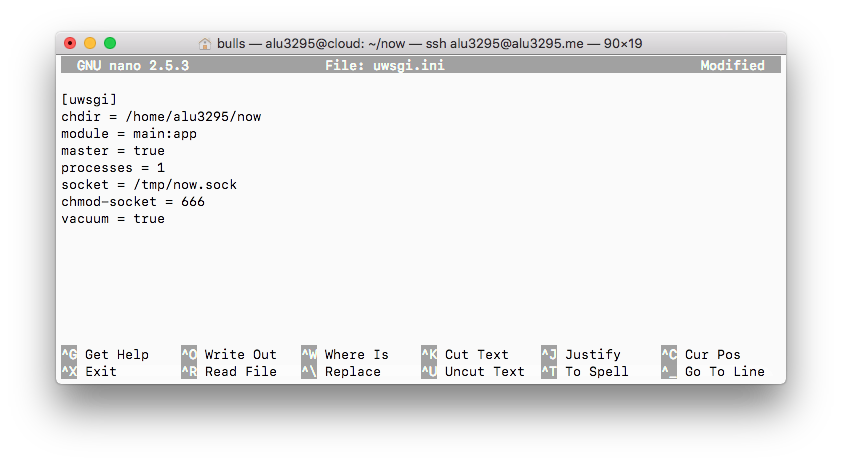 bulls — alu3295@cloud: ~/now — ssh alu3295@alu3295.me — 90×19
GNU nano 2.5.3 File: uwsgi.ini Modified
[uwsgi]
chdir = /home/alu3295/now
module = main:app
master = true
processes = 1
socket = /tmp/now.sock
chmod-socket = 666
vacuum = true
^G Get Help ^O Write Out ^W Where Is ^K Cut Text ^J Justify ^C Cur Pos
^X Exit ^R Read File ^\ Replace ^U Uncut Text ^T To Spell ^_ Go To Line